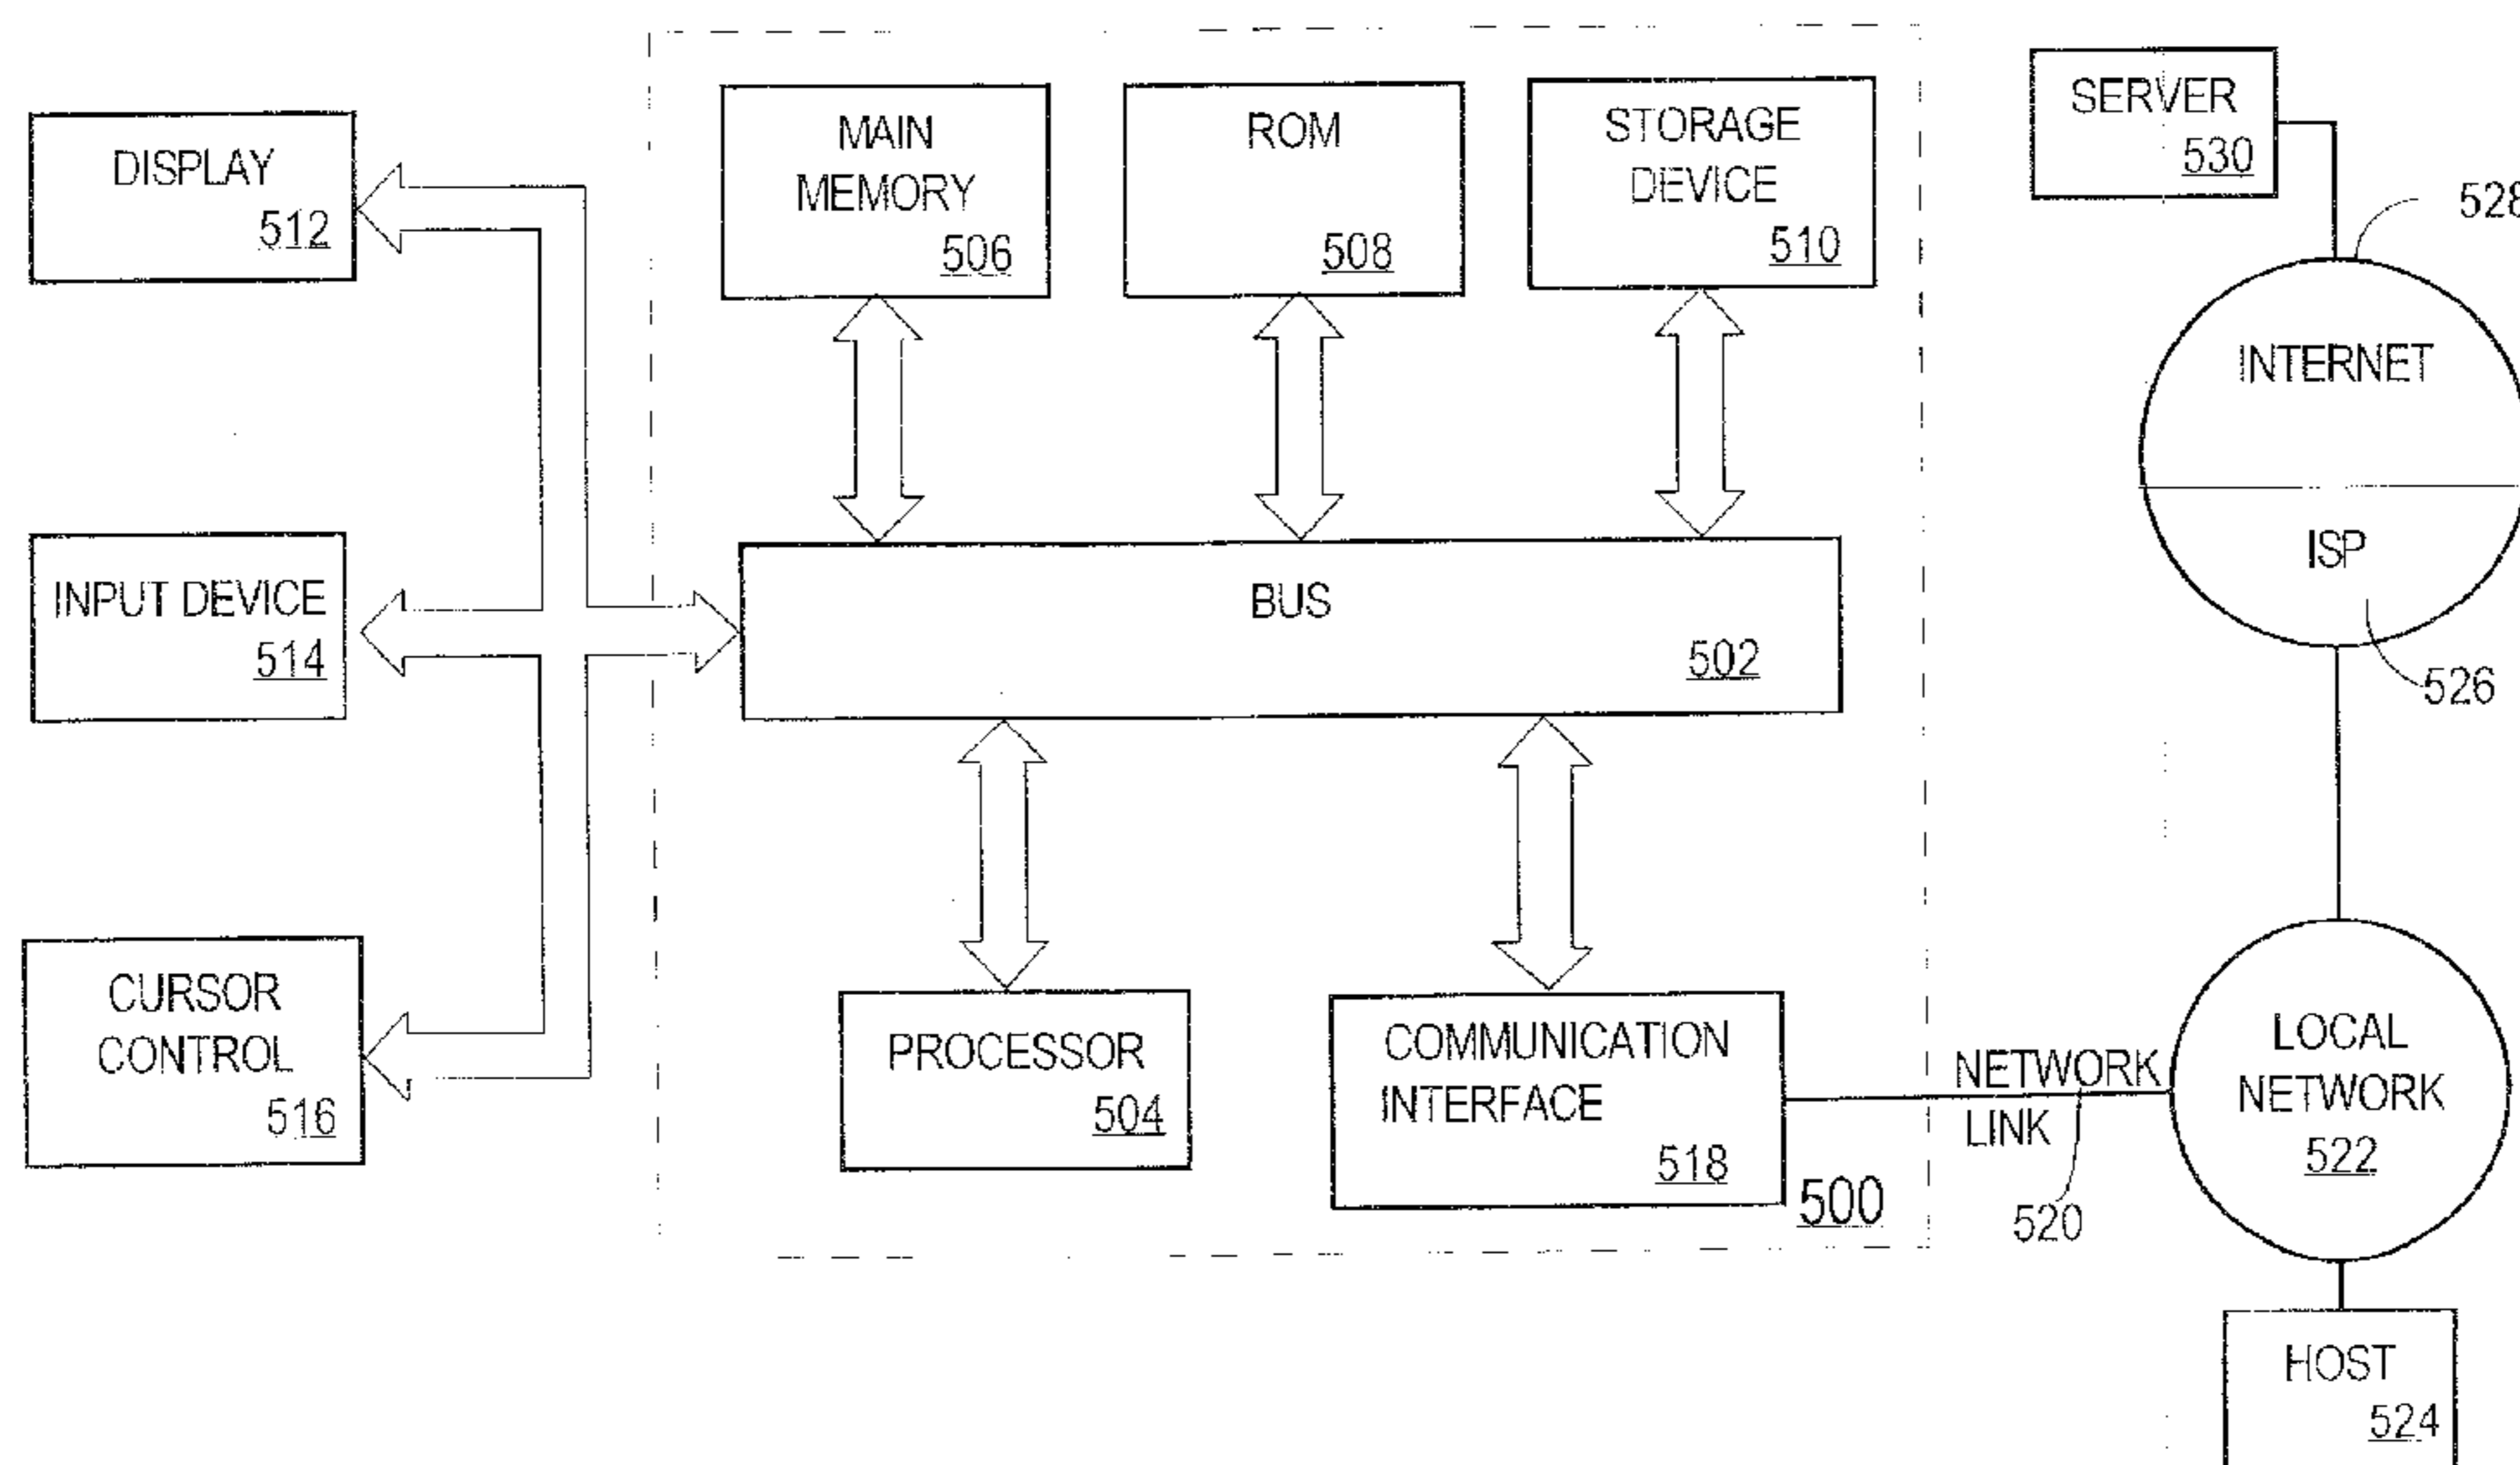 DISPLAY
512
INPUT DEVICE
514
CURSOR
CONTROL
516
MAIN
MEMORY
506
ROM
508
STORAGE
DEVICE
510
BUS
502
PROCESSOR
504
COMMUNICATION
INTERFACE
518
500
SERVER
530
528
INTERNET
ISP
526
NETWORK
LINK
520
LOCAL
NETWORK
522
HOST
524